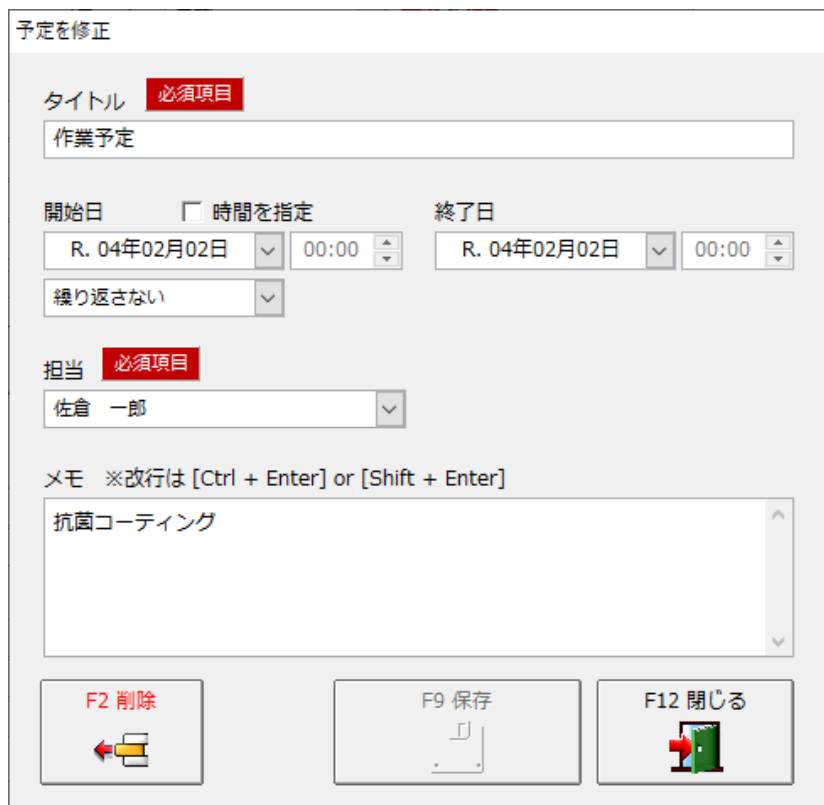 予定を修正
タイトル 必須項目
作業予定
開始日 時間を指定 終了日
R. 04年02月02日 00:00 R. 04年02月02日 00:00
繰り返さない
担当 必須項目
佐倉　一郎
メモ ※改行は [Ctrl + Enter] or [Shift + Enter]
抗菌コーティング
F2 削除 F9 保存 F12 閉じる